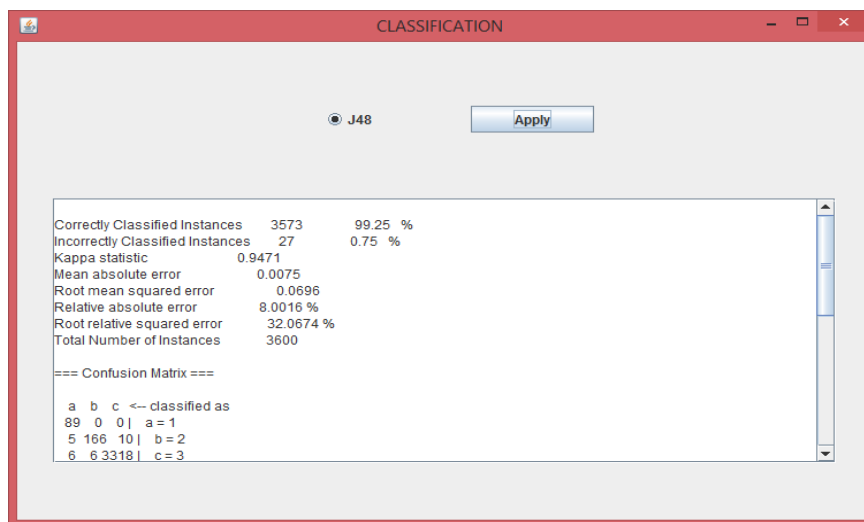 CLASSIFICATION
J48
Apply
Correctly Classified Instances 3573 99.25 %
Incorrectly Classified Instances 27 0.75 %
Kappa statistic 0.9471
Mean absolute error 0.0075
Root mean squared error 0.0696
Relative absolute error 8.0016 %
Root relative squared error 32.0674 %
Total Number of Instances 3600
=== Confusion Matrix ===
a b c <-- classified as
89 0 0 | a = 1
5 166 10 | b = 2
6 6 3318 | c = 3